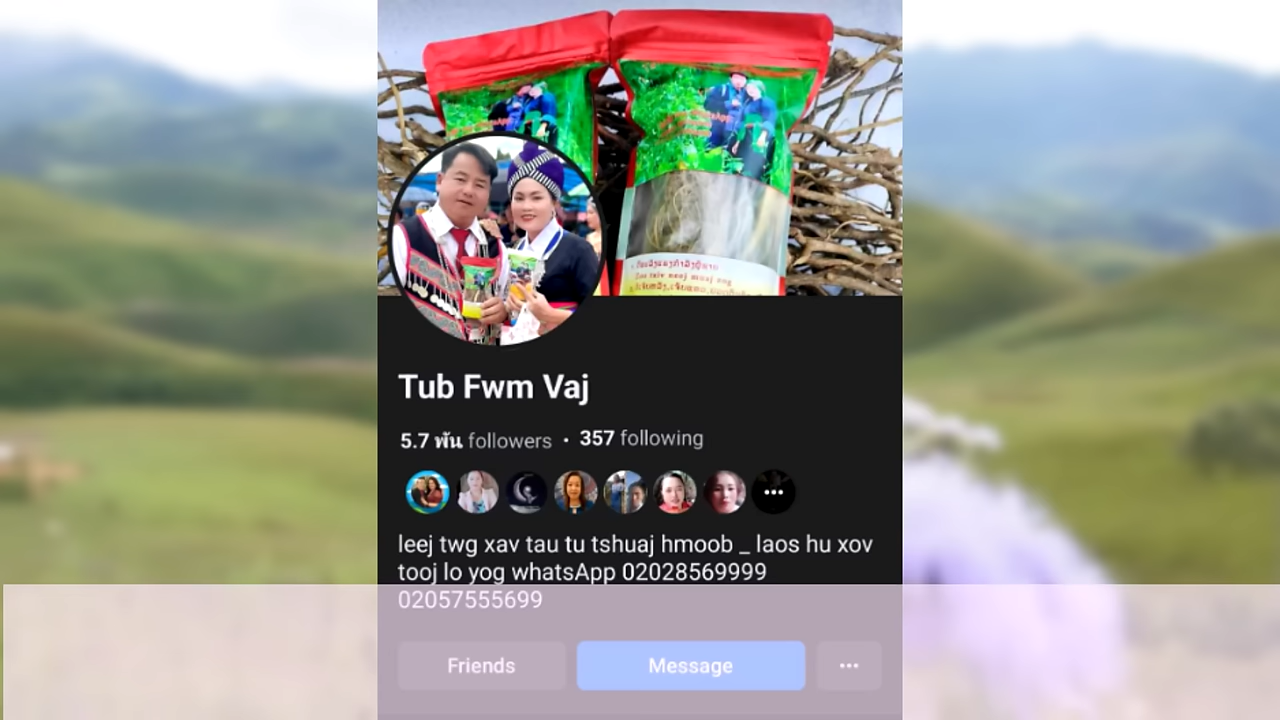 Tub Fwm Vaj
5.7 พัน followers · 357 following
leej twg xav tau tu tshuaj hmoob _ laos hu xov
tooj lo yog whatsApp 02028569999
02057555699
Friends
Message